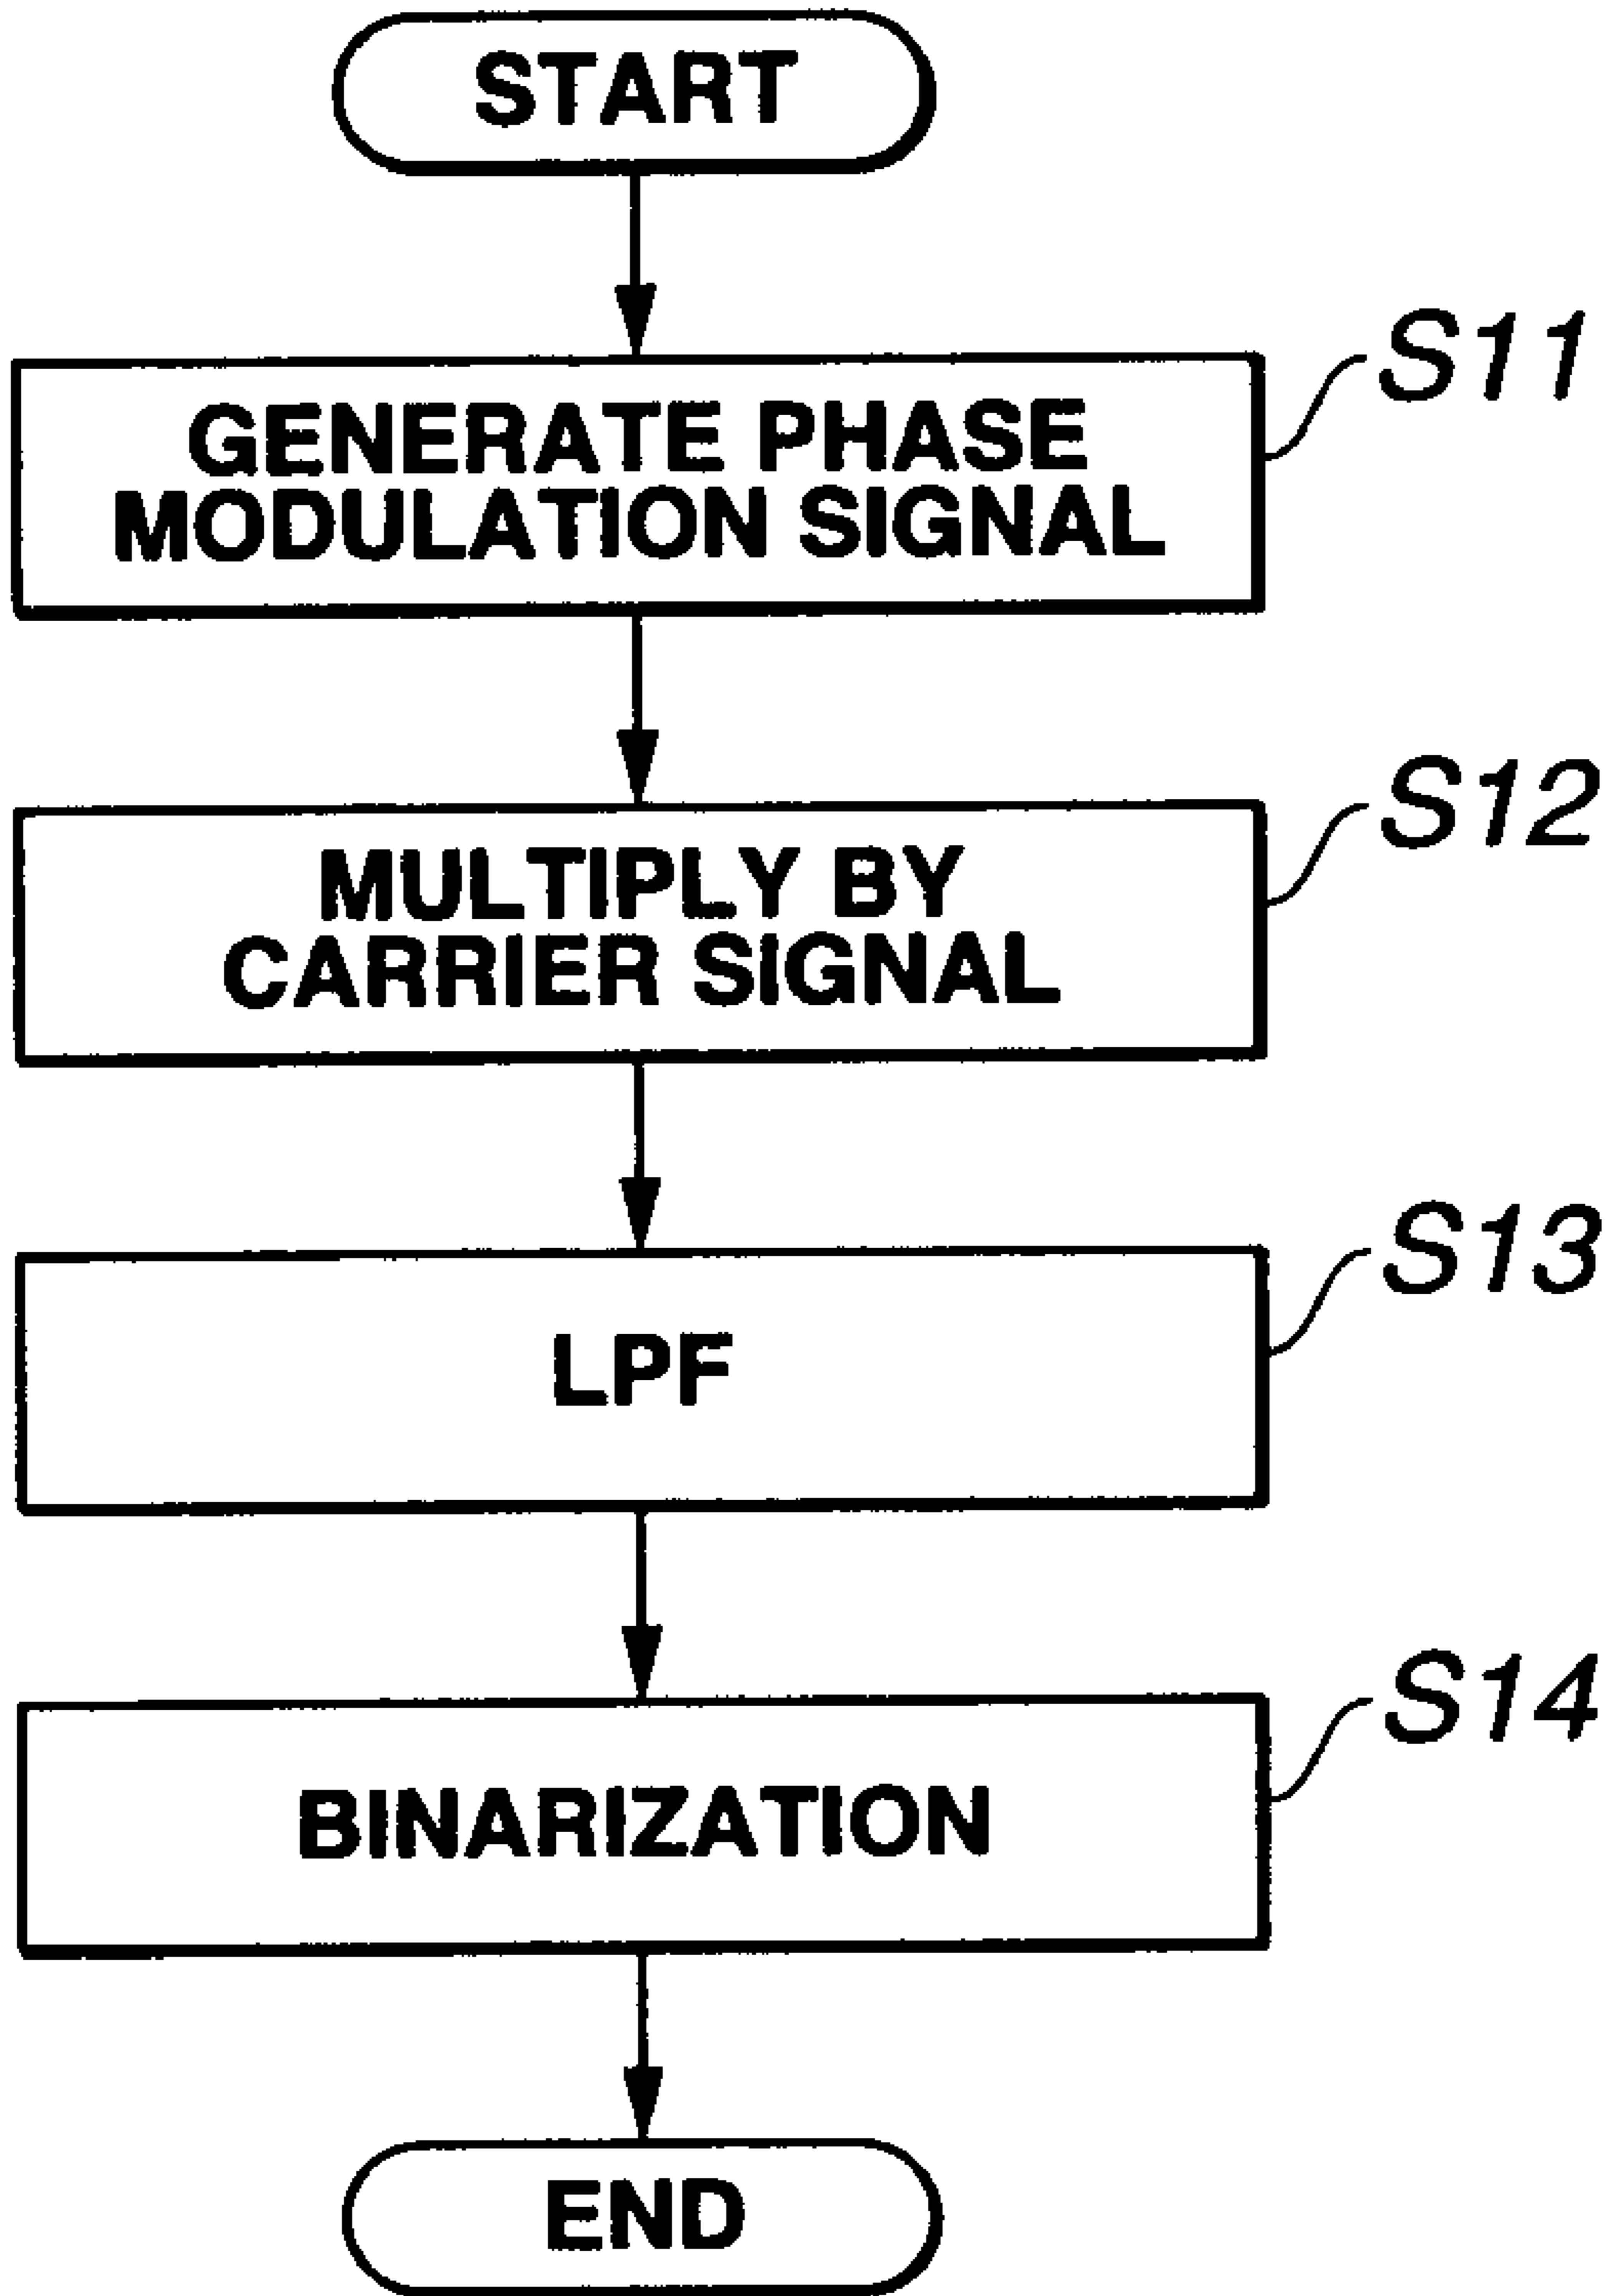 START
S11
GENERATE PHASE
MODULATION SIGNAL
S12
MULTIPLY BY
CARRIER SIGNAL
S13
LPF
S14
BINARIZATION
END